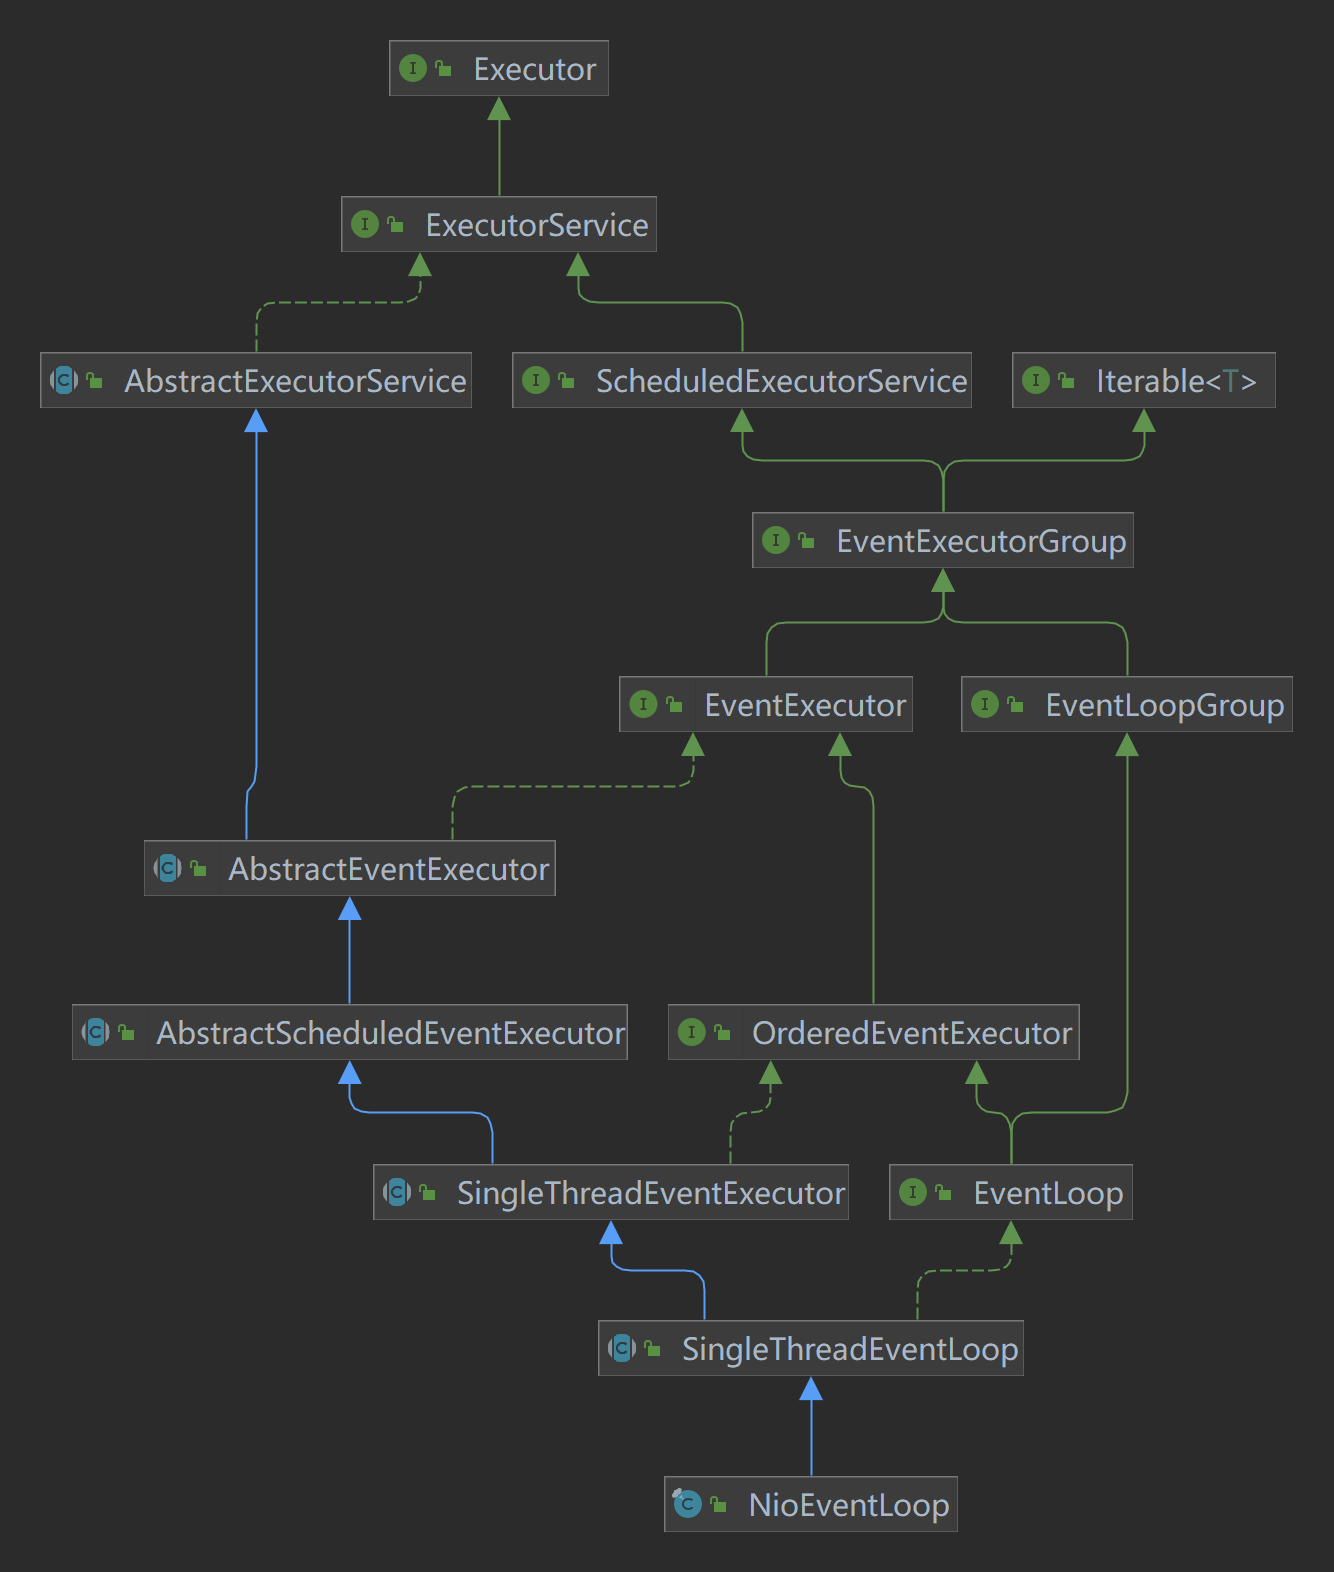 Executor
ExecutorService
AbstractExecutorService
ScheduledExecutorService
Iterable<T>
EventExecutorGroup
EventExecutor
EventLoopGroup
AbstractEventExecutor
AbstractScheduledEventExecutor
OrderedEventExecutor
SingleThreadEventExecutor
EventLoop
SingleThreadEventLoop
NioEventLoop